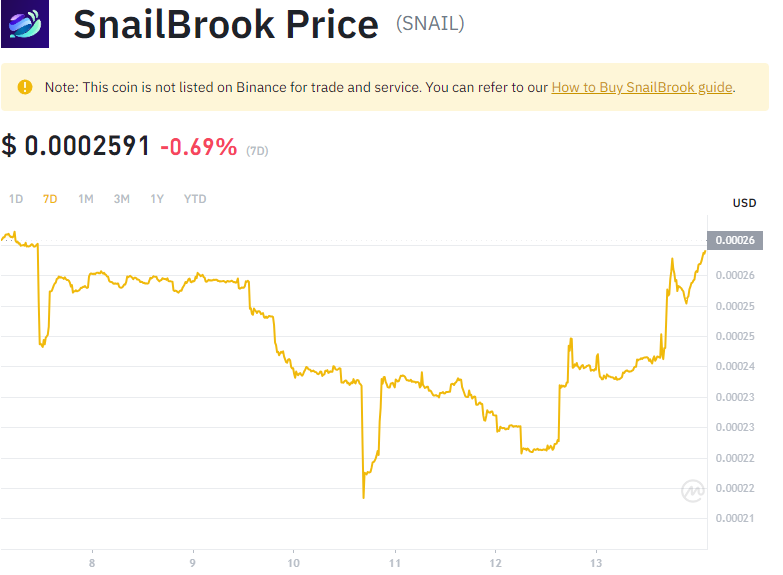 SnailBrook Price (SNAIL)
Note: This coin is not listed on Binance for trade and service. You can refer to our How to Buy SnailBrook guide.
$ 0.0002591 -0.69% (7D)
1D 7D 1M 3M 1Y YTD
USD
0.00026
0.00026
0.00025
0.00025
0.00024
0.00023
0.00023
0.00022
0.00022
0.00021
8 9 10 11 12 13